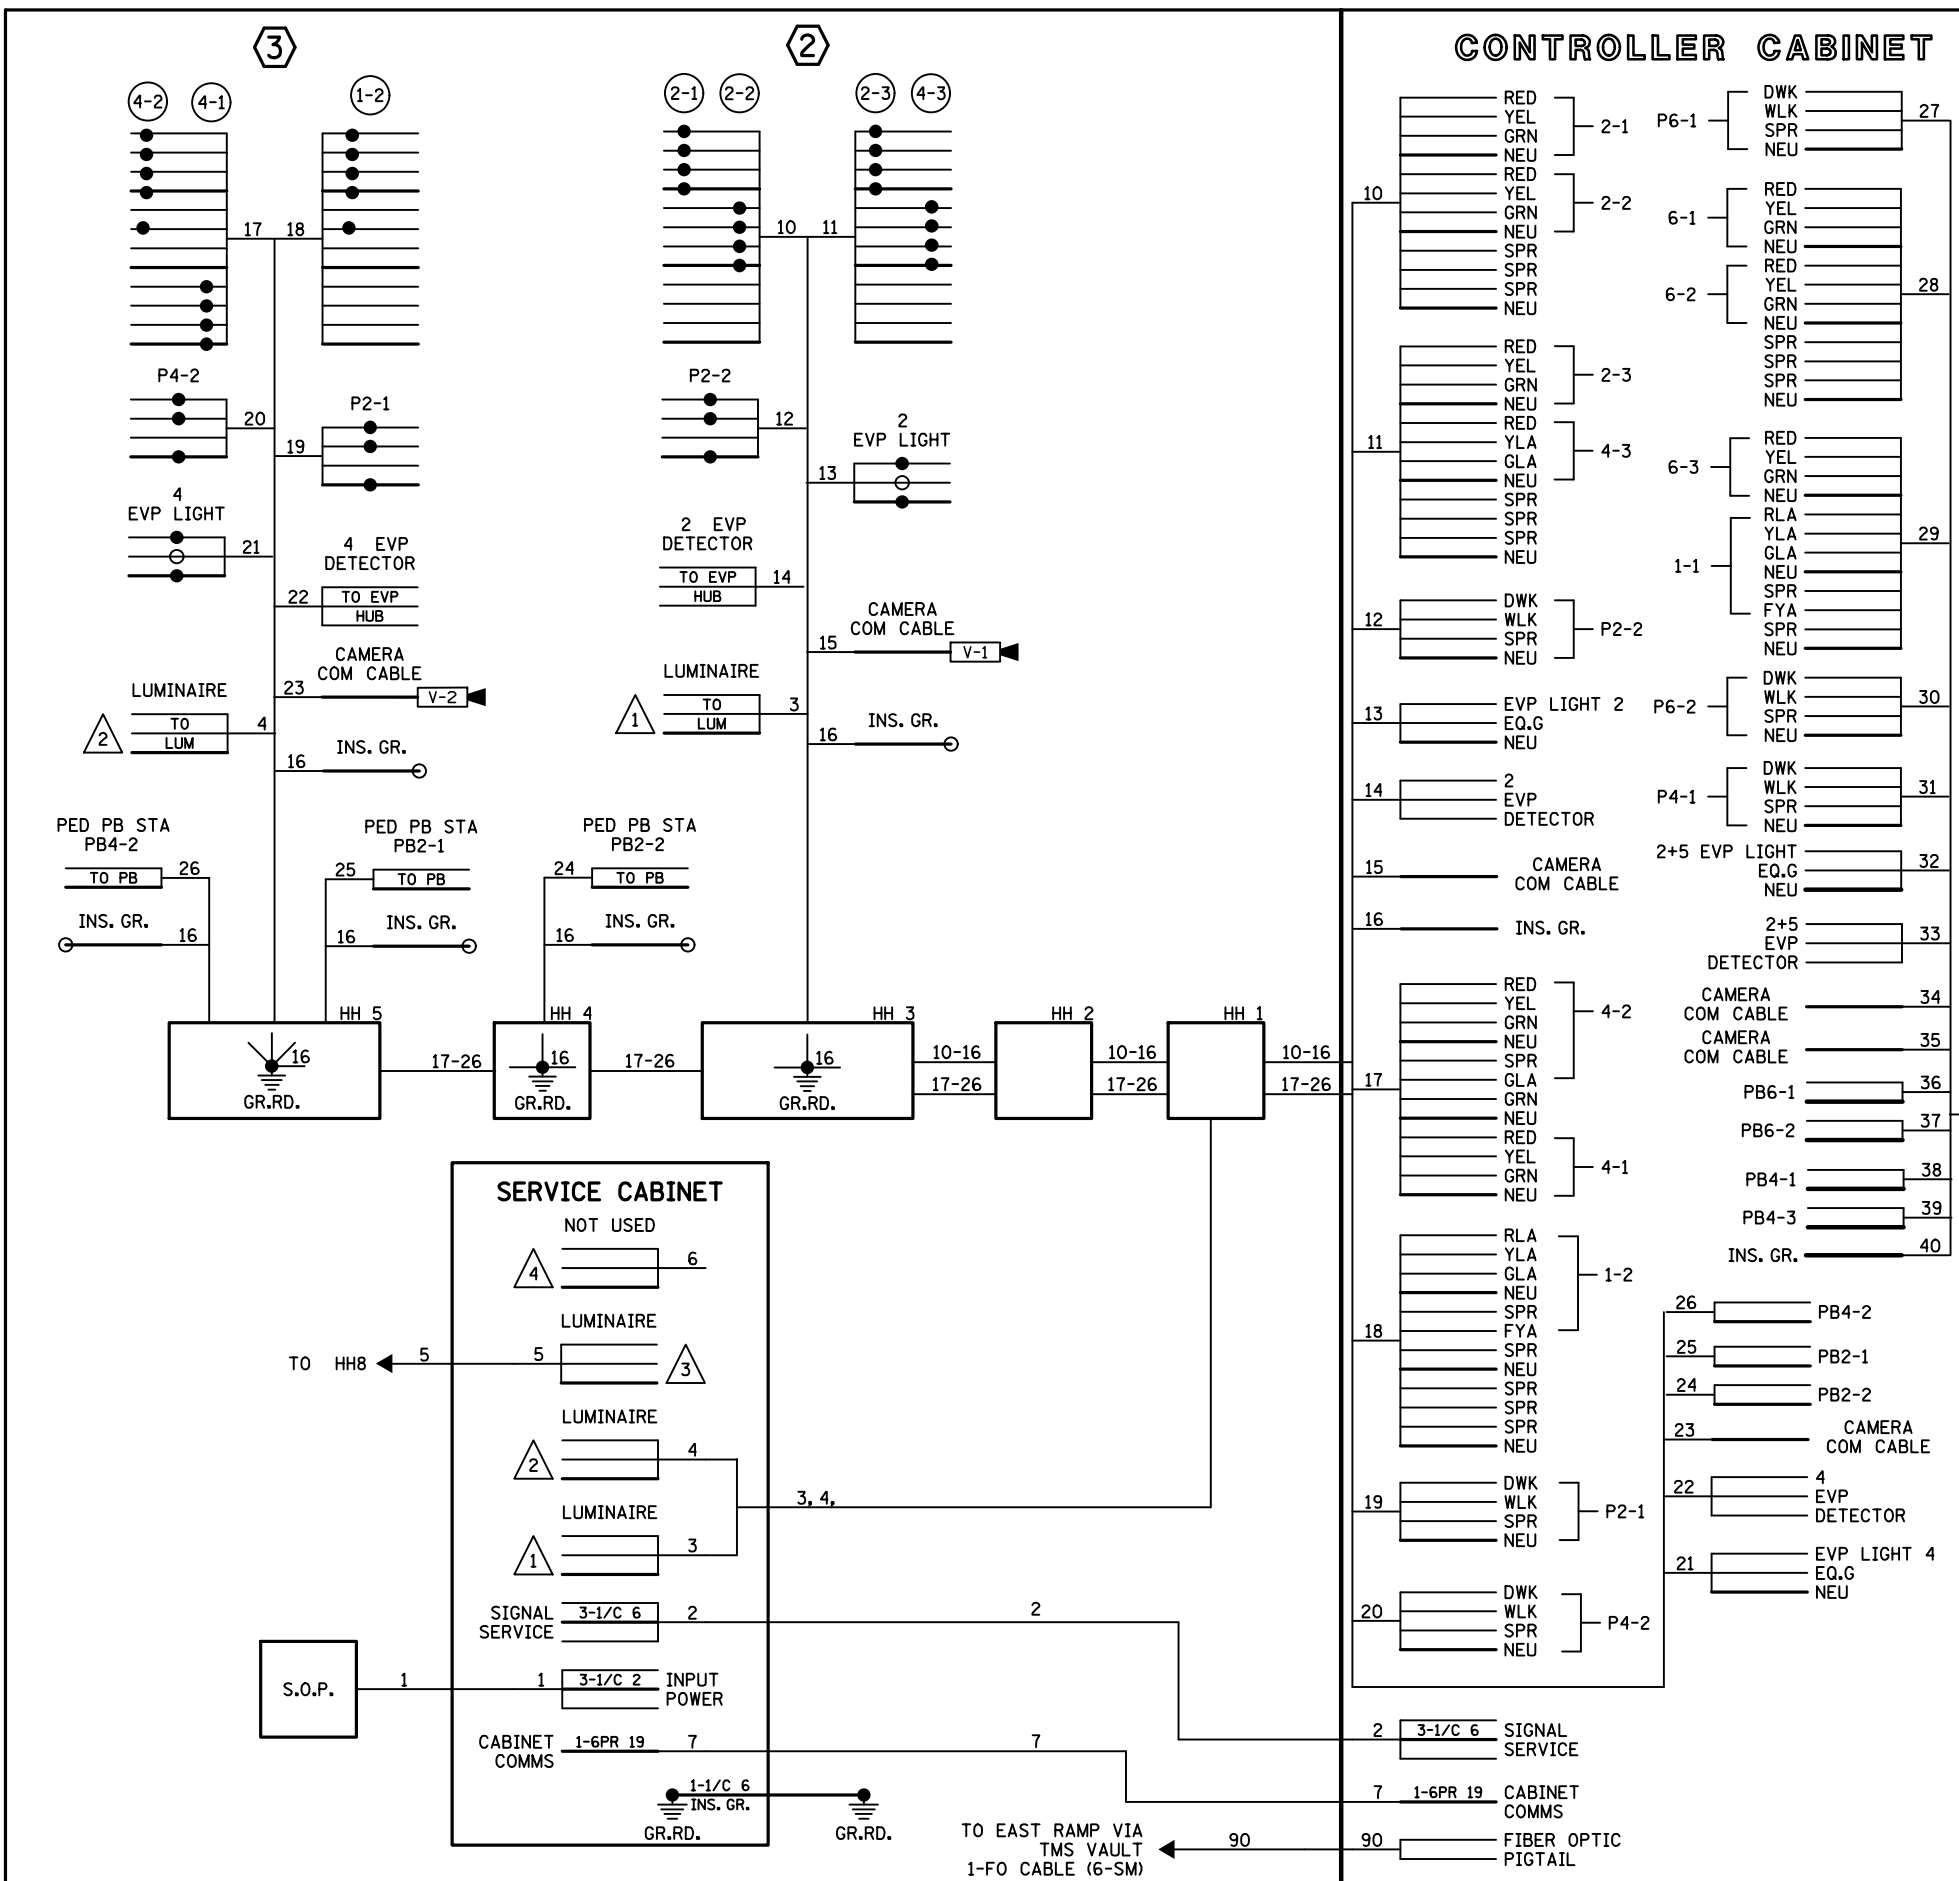 3
4-2
4-1
1-2
17
18
P4-2
20
P2-1
19
4
EVP LIGHT
21
4 EVP
DETECTOR
22
TO EVP
HUB
CAMERA
COM CABLE
23
V-2
LUMINAIRE
2
TO
LUM
4
INS. GR.
16
PED PB STA
PB4-2
26
TO PB
INS. GR.
16
PED PB STA
PB2-1
25
TO PB
INS. GR.
16
2
2-1
2-2
2-3
4-3
10
11
P2-2
12
2
EVP LIGHT
13
2 EVP
DETECTOR
TO EVP
HUB
14
CAMERA
COM CABLE
15
V-1
LUMINAIRE
1
TO
LUM
3
INS. GR.
16
PED PB STA
PB2-2
24
TO PB
INS. GR.
16
HH 5
16
GR.RD.
17-26
HH 4
16
GR.RD.
17-26
HH 3
16
GR.RD.
10-16
17-26
HH 2
10-16
17-26
HH 1
10-16
17-26
SERVICE CABINET
NOT USED
4
6
LUMINAIRE
TO HH8
5
5
3
LUMINAIRE
2
4
3, 4,
LUMINAIRE
1
3
SIGNAL
SERVICE
3-1/C 6
2
2
S.O.P.
1
1
3-1/C 2
INPUT
POWER
CABINET
COMMS
1-6PR 19
7
7
1-1/C 6
INS. GR.
GR.RD.
GR.RD.
TO EAST RAMP VIA
TMS VAULT
1-FO CABLE (6-SM)
90
CONTROLLER CABINET
10
RED
YEL
GRN
NEU
2-1
RED
YEL
GRN
NEU
2-2
SPR
SPR
SPR
NEU
11
RED
YEL
GRN
NEU
2-3
RED
YLA
GLA
NEU
4-3
SPR
SPR
SPR
NEU
12
DWK
WLK
SPR
NEU
P2-2
13
EVP LIGHT 2
EQ.G
NEU
14
2
EVP
DETECTOR
15
CAMERA
COM CABLE
16
INS. GR.
17
RED
YEL
GRN
NEU
SPR
GLA
4-2
GRN
NEU
RED
YEL
GRN
NEU
4-1
18
RLA
YLA
GLA
NEU
SPR
FYA
1-2
SPR
NEU
SPR
SPR
SPR
NEU
19
DWK
WLK
SPR
NEU
P2-1
20
DWK
WLK
SPR
NEU
P4-2
2
3-1/C 6
SIGNAL
SERVICE
7
1-6PR 19
CABINET
COMMS
90
FIBER OPTIC
PIGTAIL
P6-1
DWK
WLK
SPR
NEU
27
6-1
RED
YEL
GRN
NEU
6-2
RED
YEL
GRN
NEU
SPR
SPR
SPR
NEU
28
6-3
RED
YEL
GRN
NEU
1-1
RLA
YLA
GLA
NEU
SPR
FYA
SPR
NEU
29
P6-2
DWK
WLK
SPR
NEU
30
P4-1
DWK
WLK
SPR
NEU
31
2+5 EVP LIGHT
EQ.G
NEU
32
2+5
EVP
DETECTOR
33
CAMERA
COM CABLE
34
CAMERA
COM CABLE
35
PB6-1
36
PB6-2
37
PB4-1
38
PB4-3
39
INS. GR.
40
26
PB4-2
25
PB2-1
24
PB2-2
23
CAMERA
COM CABLE
22
4
EVP
DETECTOR
21
EVP LIGHT 4
EQ.G
NEU